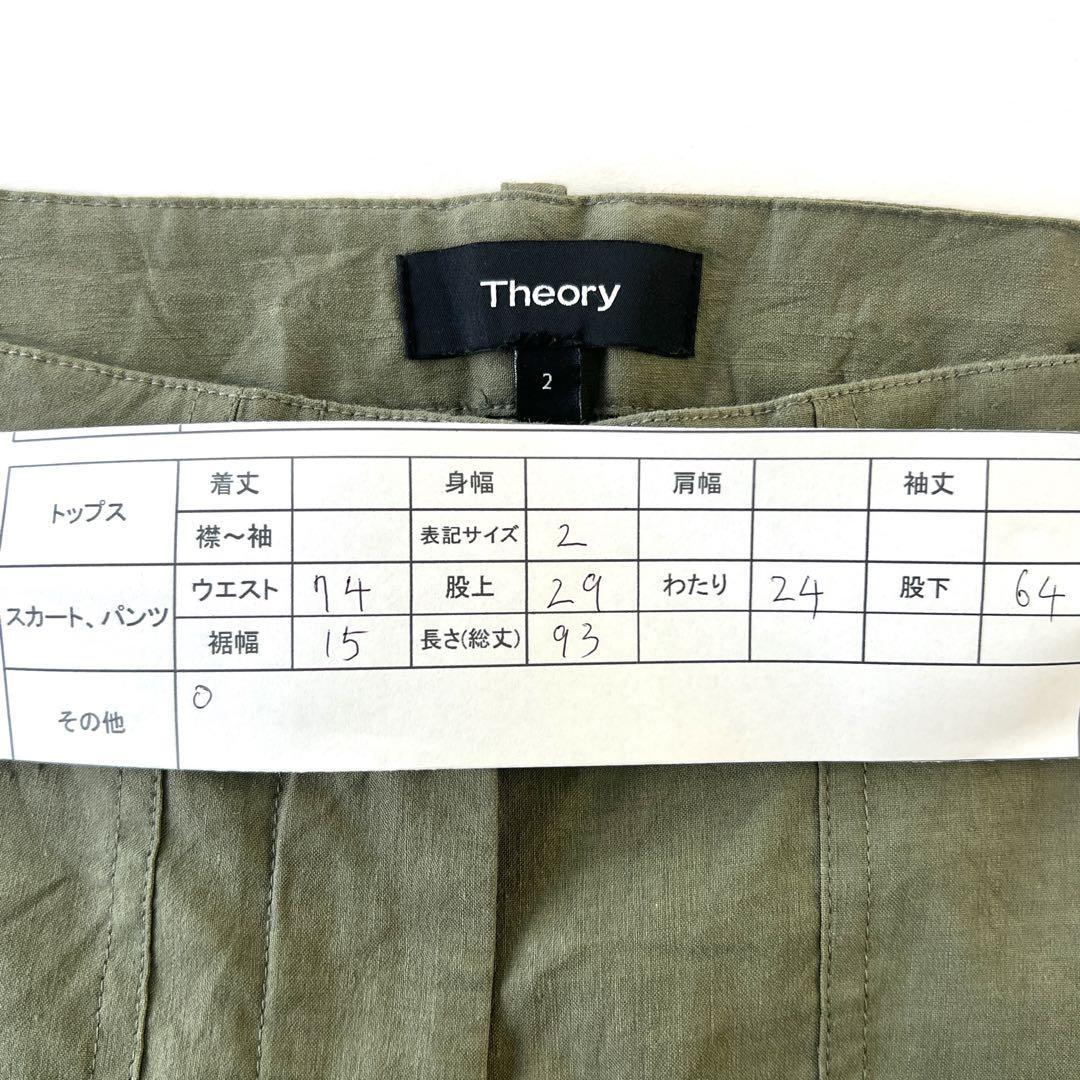 Theory
2
トップス 着丈 身幅 肩幅 袖丈
襟～袖 表記サイズ 2
スカート、パンツ ウエスト 74 股上 29 わたり 24 股下 64
裾幅 15 長さ(総丈) 93
その他 0